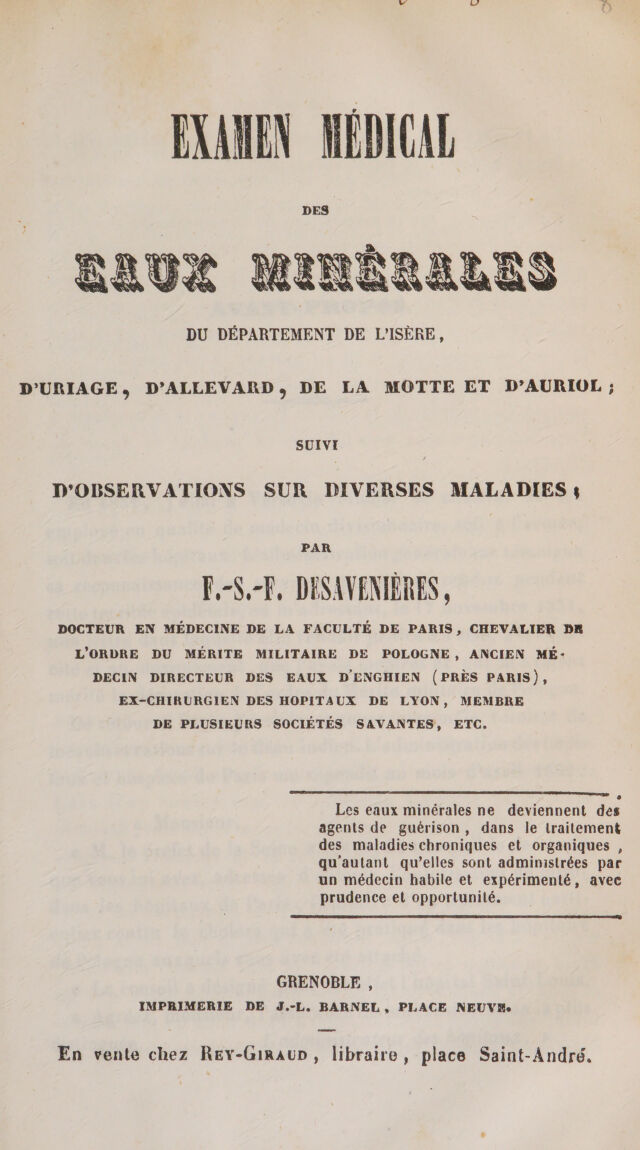 EXAMEN MÉDICAL
DES
EAUX MINÉRALES
DU DÉPARTEMENT DE L'ISÈRE,
D'URIAGE, D'ALLEVARD, DE LA MOTTE ET D'AURIOL;
SUIVI
D'OBSERVATIONS SUR DIVERSES MALADIES;
PAR
F.-S.-F. DESAVENIÈRES,
DOCTEUR EN MÉDECINE DE LA FACULTÉ DE PARIS, CHEVALIER DE
L'ORDRE DU MÉRITE MILITAIRE DE POLOGNE, ANCIEN MÉ-
DECIN DIRECTEUR DES EAUX D'ENGHIEN (PRÈS PARIS),
EX-CHIRURGIEN DES HOPITAUX DE LYON, MEMBRE
DE PLUSIEURS SOCIÉTÉS SAVANTES, ETC.
Les eaux minérales ne deviennent des
agents de guérison, dans le traitement
des maladies chroniques et organiques,
qu'autant qu'elles sont administrées par
un médecin habile et expérimenté, avec
prudence et opportunité.
GRENOBLE,
IMPRIMERIE DE J.-L. BARNEL, PLACE NEUVE.
En vente chez REY-GIRAUD, libraire, place Saint-André.